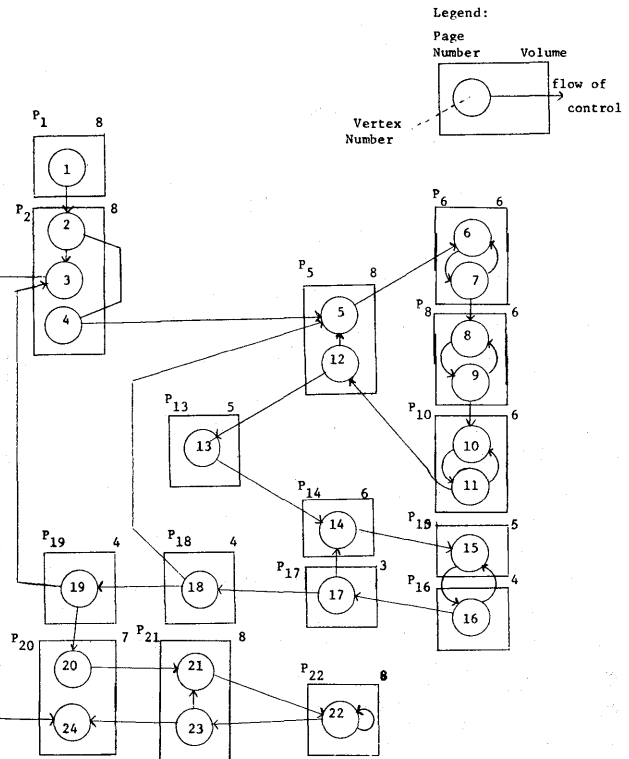 Legend:
Page
Number Volume
flow of
control
Vertex
Number
P1 8
1
P2 8
2
3
4
P5 8
5
12
P6 6
6
7
P8 6
8
9
P10 6
10
11
P13 5
13
P14 6
14
5
15
P16 4
16
P17 3
17
P18 4
18
P19 4
19
P20 7
20
24
P21 8
21
23
P22
22